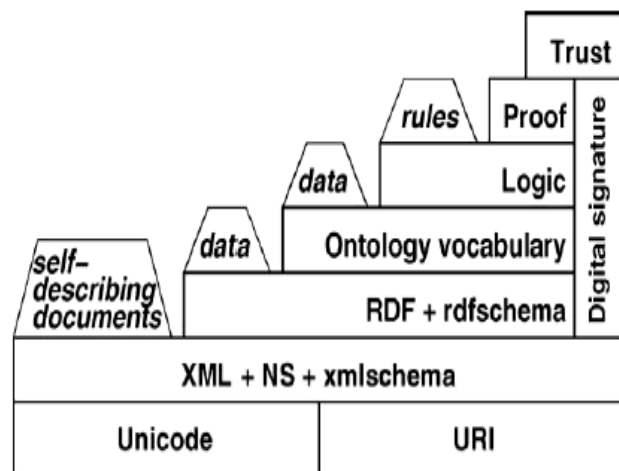 Trust
rules
Proof
data
Logic
data
Ontology vocabulary
self-
describing
documents
RDF + rdfschema
Digital signature
XML + NS + xmlschema
Unicode
URI